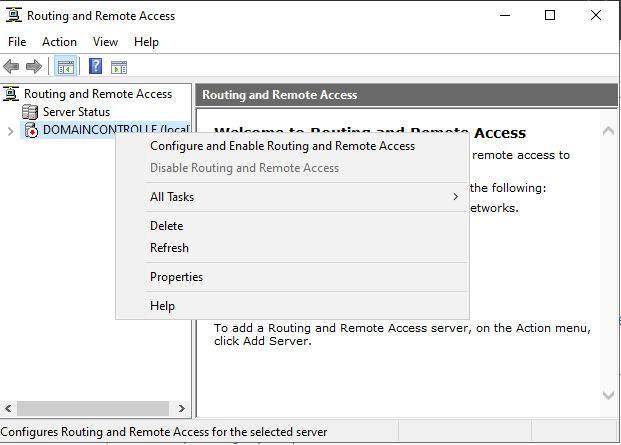 Routing and Remote Access
File Action View Help
Routing and Remote Access
Server Status
DOMAINCONTROLLE (local
Routing and Remote Access
Welcome to Routing and Remote Access
remote access to
the following:
etworks.
To add a Routing and Remote Access server, on the Action menu,
click Add Server.
Configure and Enable Routing and Remote Access
Disable Routing and Remote Access
All Tasks
Delete
Refresh
Properties
Help
Configures Routing and Remote Access for the selected server